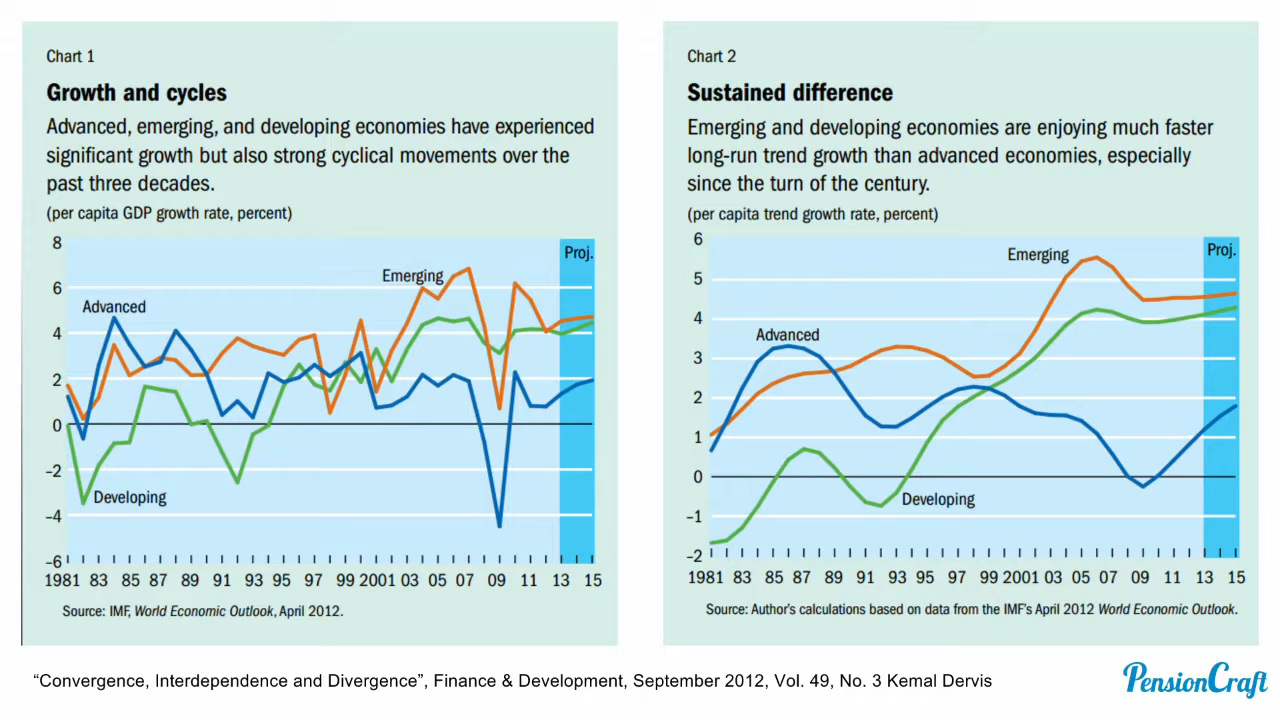 Chart 1
Growth and cycles
Advanced, emerging, and developing economies have experienced
significant growth but also strong cyclical movements over the
past three decades.
(per capita GDP growth rate, percent)
8
6
4
2
0
–2
–4
–6
Proj.
Emerging
Advanced
Developing
1981 83 85 87 89 91 93 95 97 99 2001 03 05 07 09 11 13 15
Source: IMF, World Economic Outlook, April 2012.
Chart 2
Sustained difference
Emerging and developing economies are enjoying much faster
long-run trend growth than advanced economies, especially
since the turn of the century.
(per capita trend growth rate, percent)
6
5
4
3
2
1
0
–1
–2
Proj.
Emerging
Advanced
Developing
1981 83 85 87 89 91 93 95 97 99 2001 03 05 07 09 11 13 15
Source: Author's calculations based on data from the IMF's April 2012 World Economic Outlook.
“Convergence, Interdependence and Divergence”, Finance & Development, September 2012, Vol. 49, No. 3 Kemal Dervis
PensionCraft